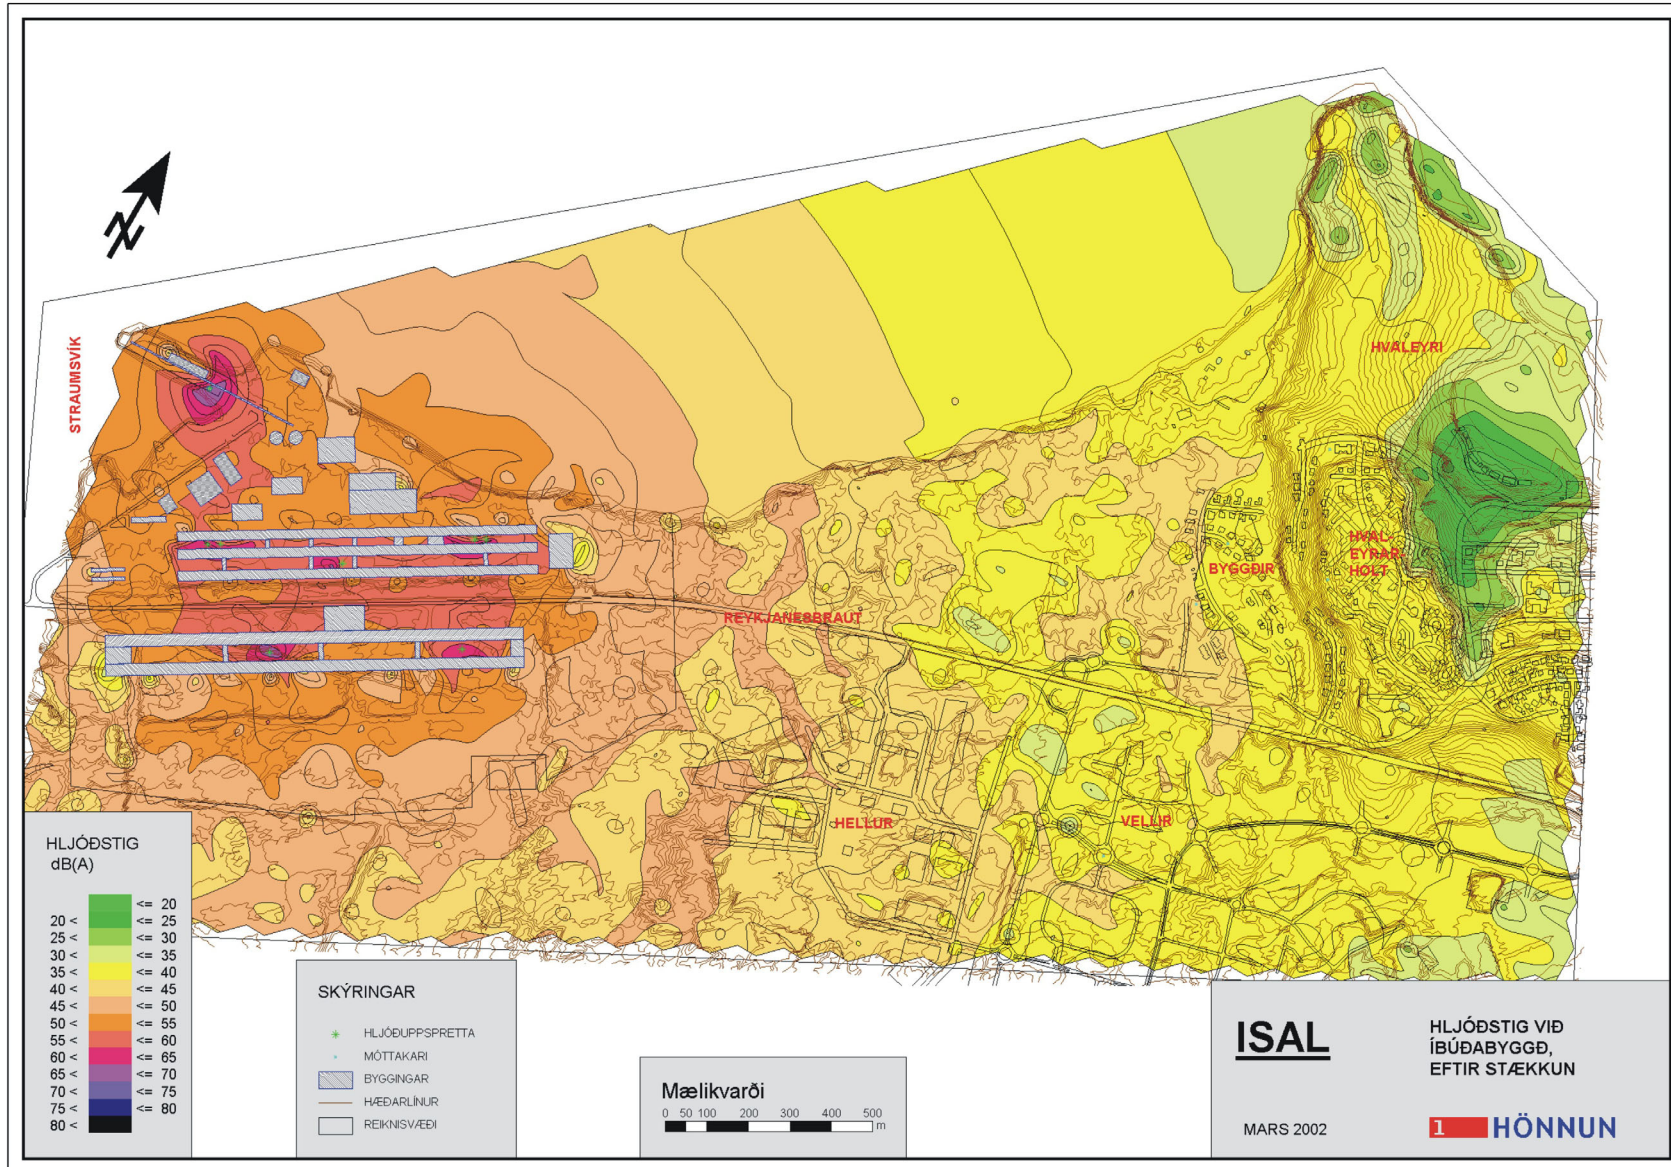 N
STRAUMSVÍK
HVALEYRI
HVAL-
EYRAR-
HOLT
BYGGÐIR
REYKJANESBRAUT
HELLUR
VELLIR
HLJÓÐSTIG
dB(A)
<= 20
20 < <= 25
25 < <= 30
30 < <= 35
35 < <= 40
40 < <= 45
45 < <= 50
50 < <= 55
55 < <= 60
60 < <= 65
65 < <= 70
70 < <= 75
75 < <= 80
80 <
SKÝRINGAR
HLJÓÐUPPSPRETTA
MÓTTAKARI
BYGGINGAR
HÆÐARLÍNUR
REIKNISVÆÐI
Mælikvarði
0 50 100 200 300 400 500
m
ISAL
HLJÓÐSTIG VIÐ
ÍBÚÐABYGGÐ,
EFTIR STÆKKUN
MARS 2002
1 HÖNNUN